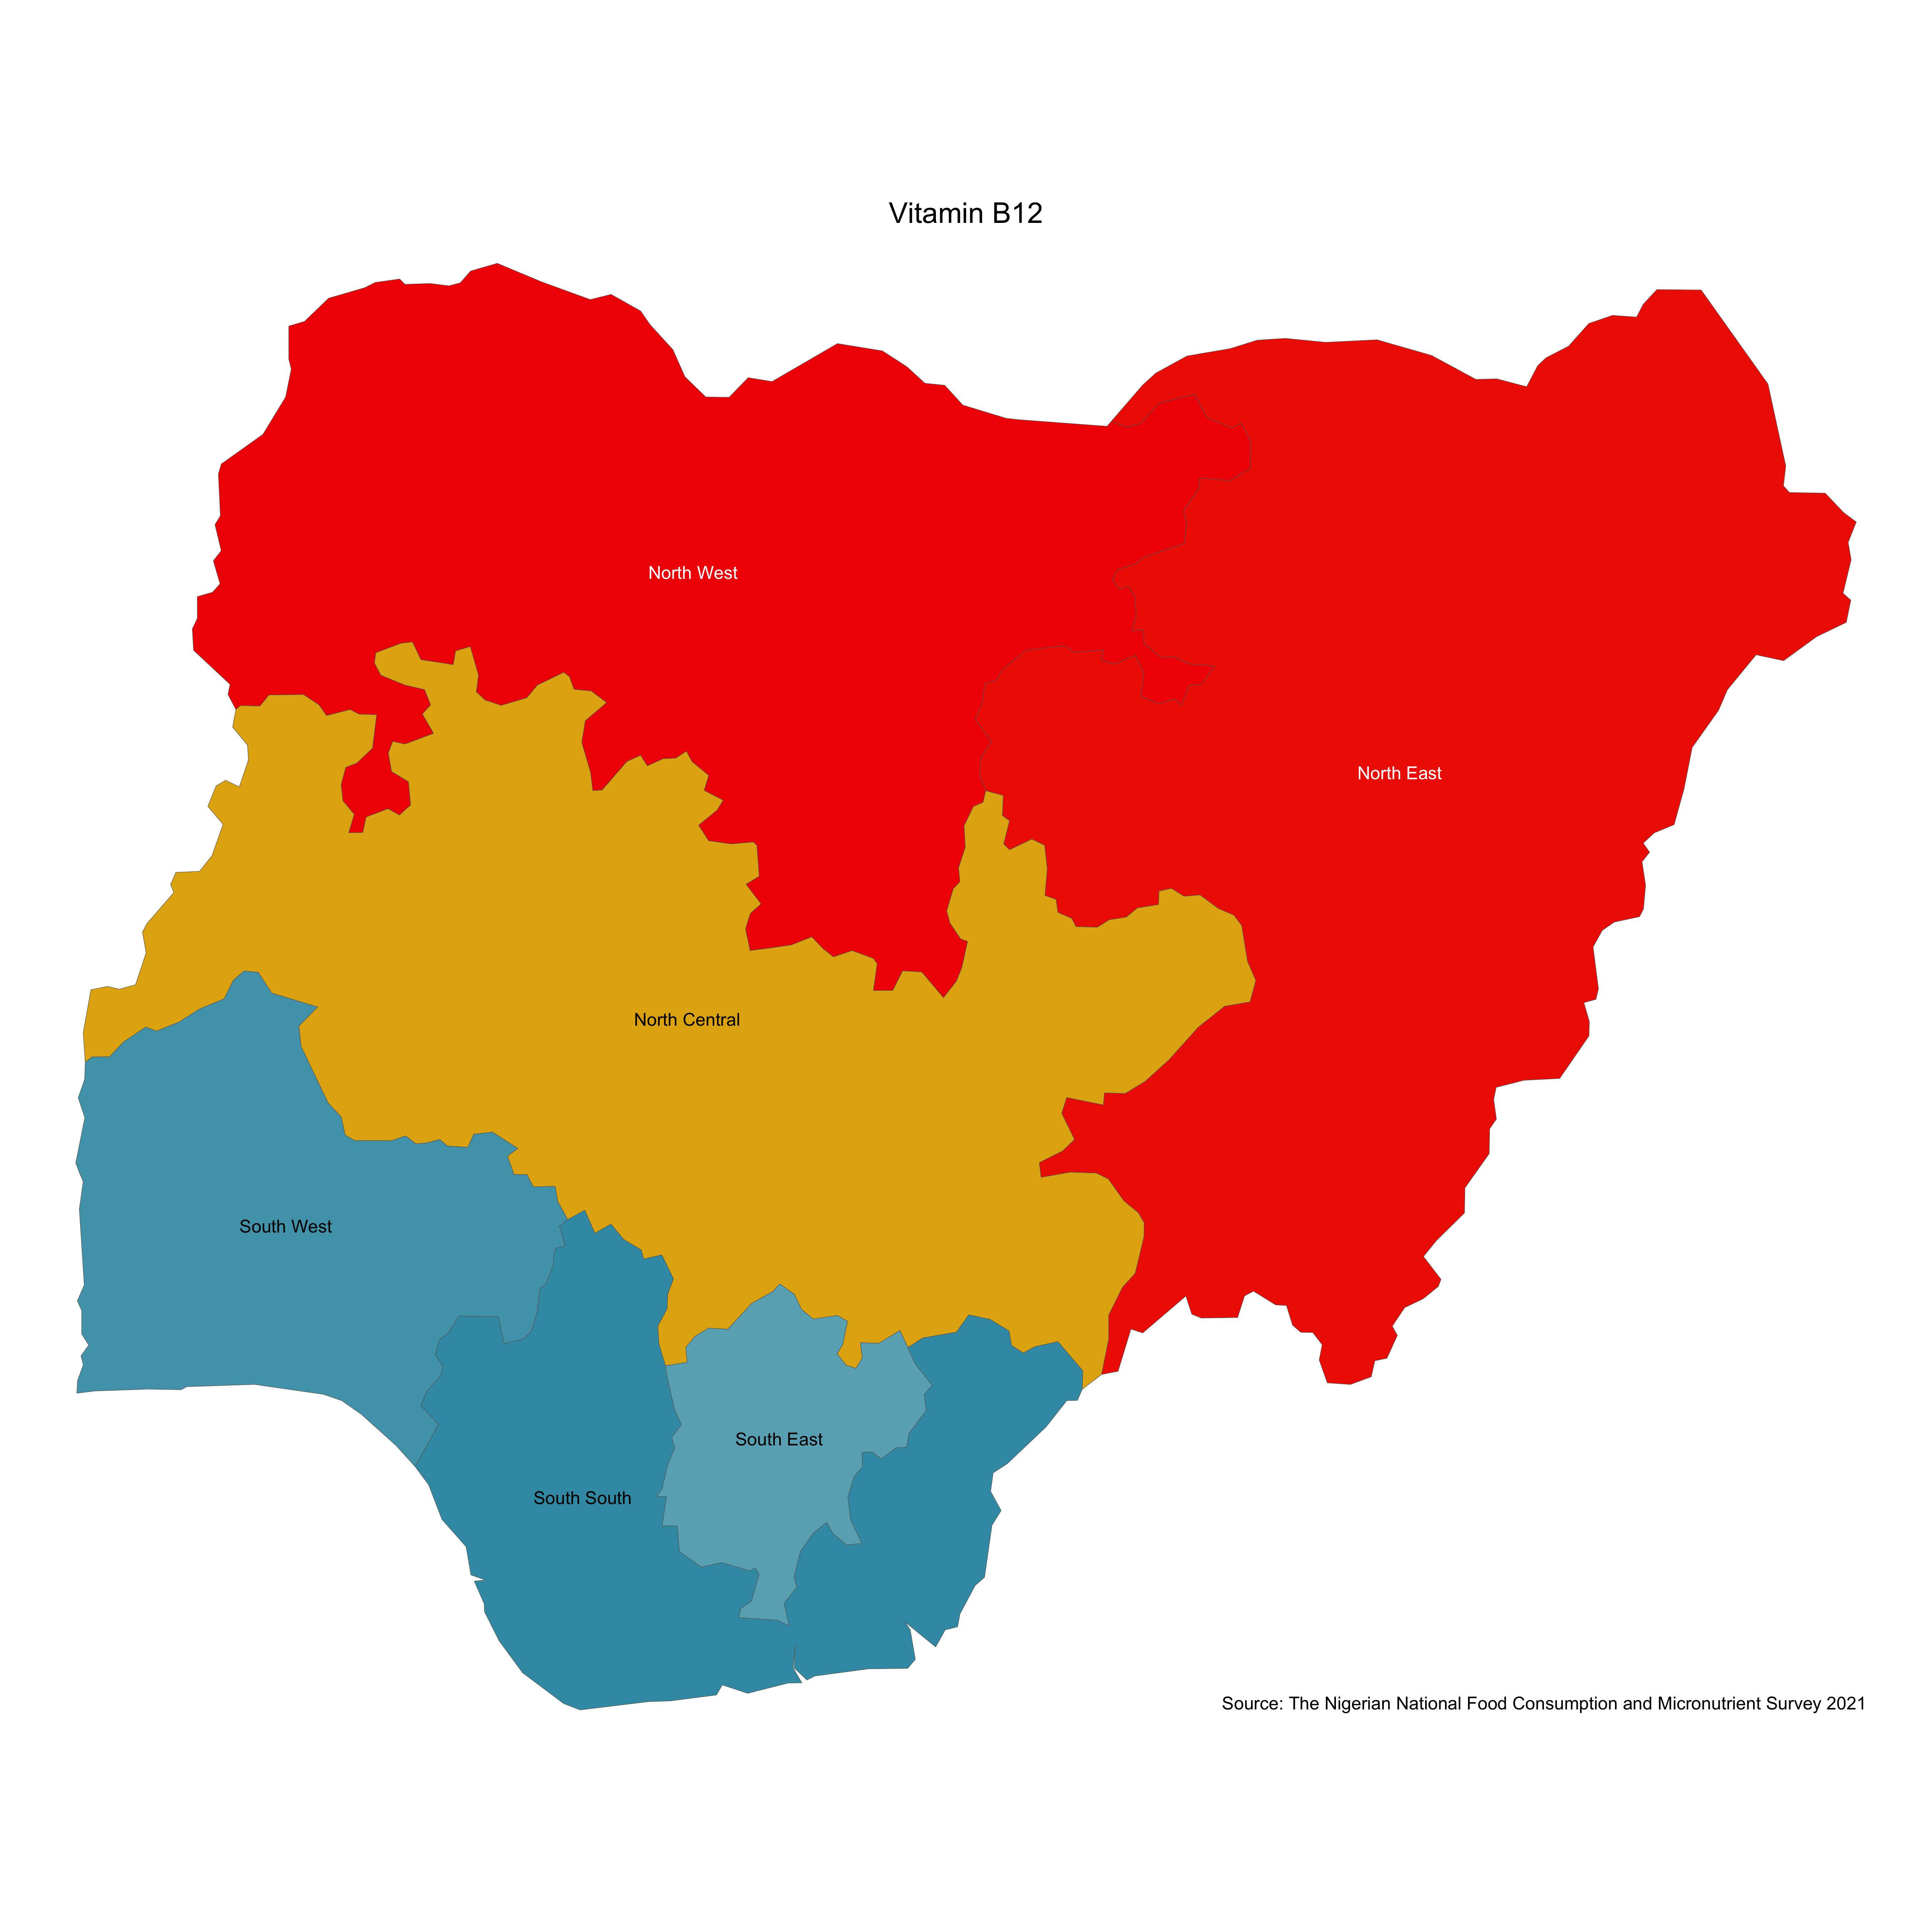 Vitamin B12
North West
North East
North Central
South West
South East
South South
Source: The Nigerian National Food Consumption and Micronutrient Survey 2021